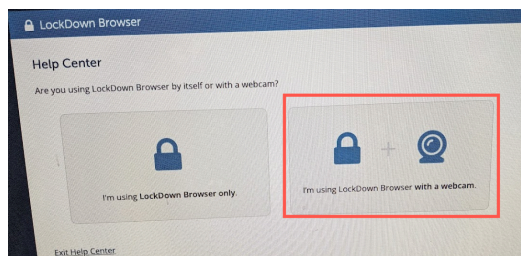 LockDown Browser
Help Center
Are you using LockDown Browser by itself or with a webcam?
I'm using LockDown Browser only.
I'm using LockDown Browser with a webcam.
Exit Help Center